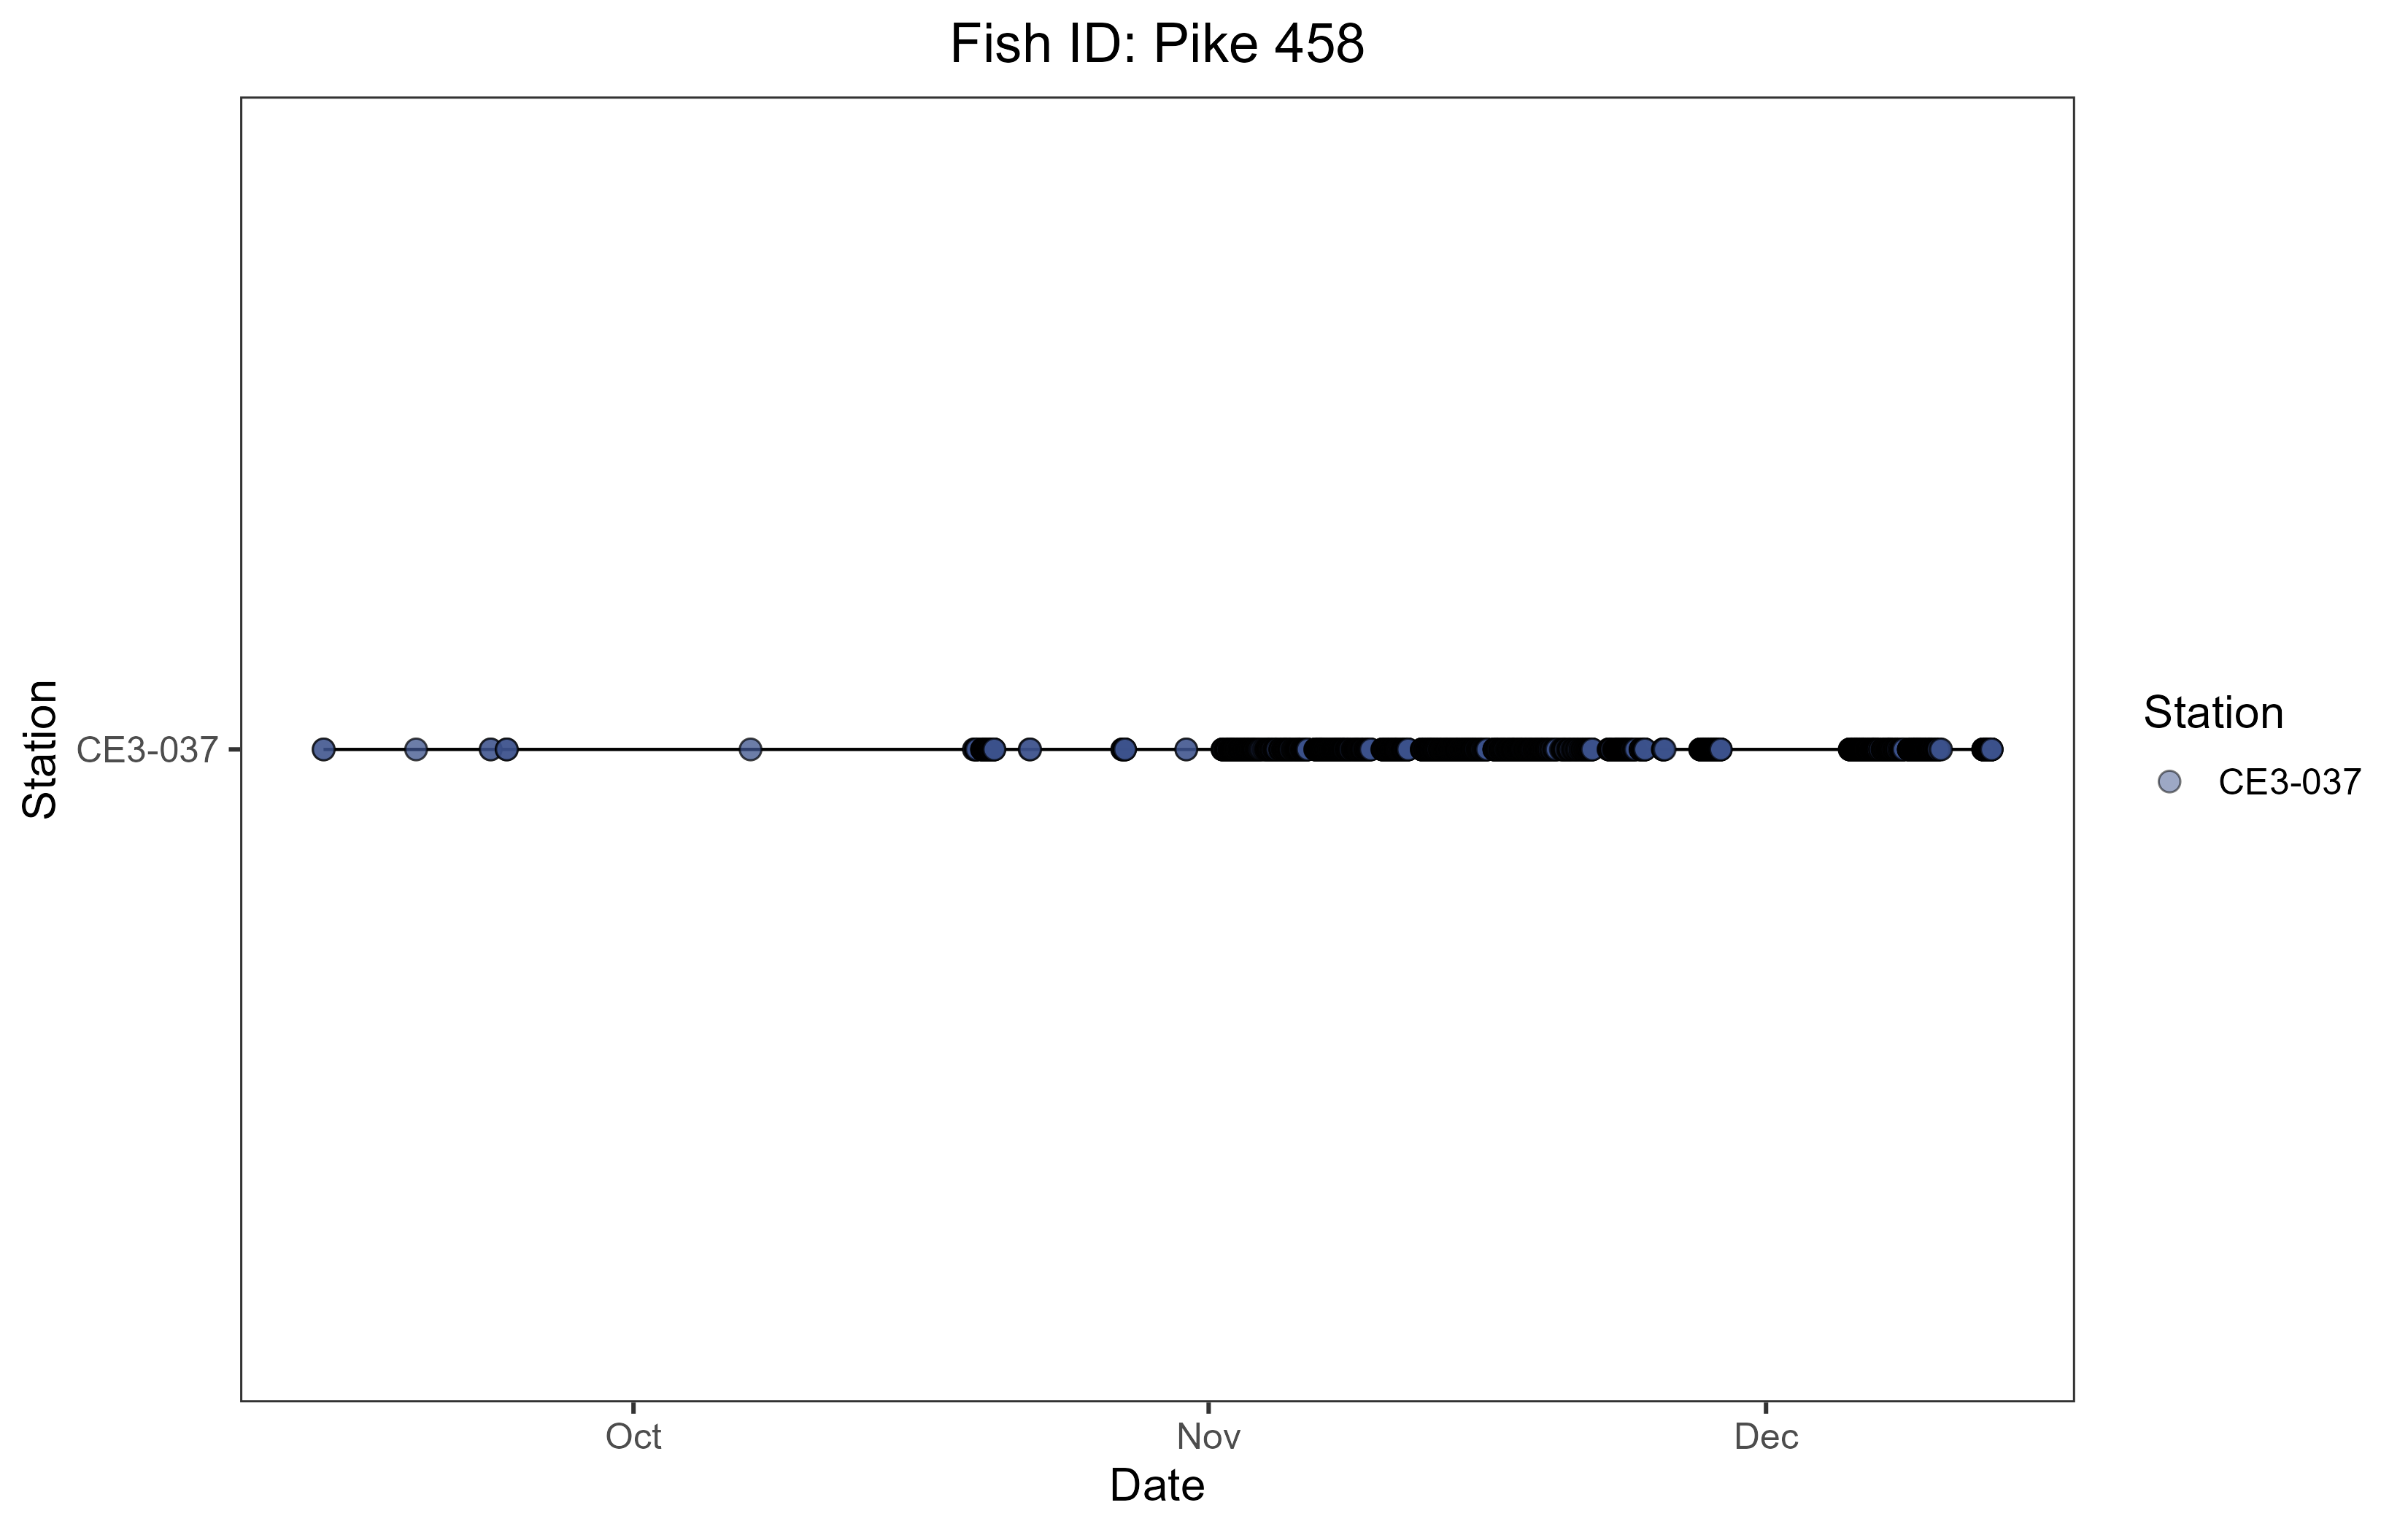 Fish ID: Pike 458
Station
CE3-037
Oct
Nov
Dec
Date
Station
CE3-037